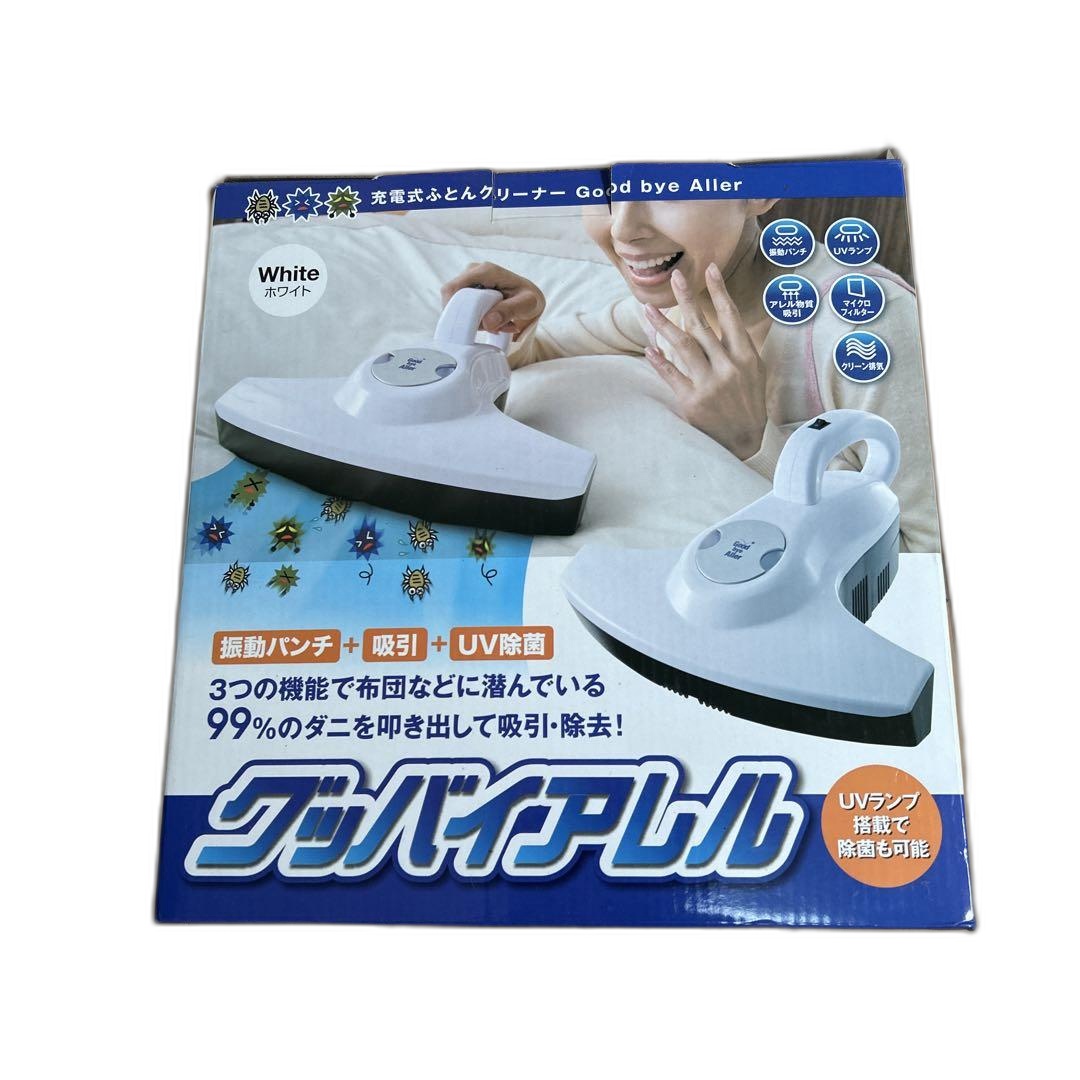 充電式ふとんクリーナー Good bye Aller
White
ホワイト
振動パンチ
UVランプ
アレル物質
吸引
マイクロ
フィルター
クリーン排気
Good
bye
Aller
Good
bye
Aller
振動パンチ+吸引+UV除菌
3つの機能で布団などに潜んでいる
99%のダニを叩き出して吸引・除去!
グッバイアレル
UVランプ
搭載で
除菌も可能